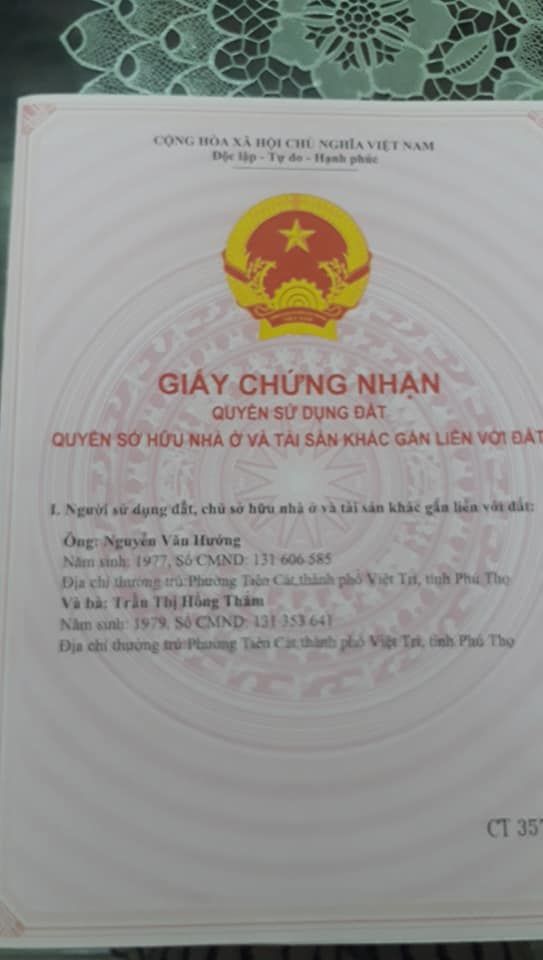 CỘNG HÒA XÃ HỘI CHỦ NGHĨA VIỆT NAM
Độc lập - Tự do - Hạnh phúc
GIẤY CHỨNG NHẬN
QUYỀN SỬ DỤNG ĐẤT
QUYỀN SỞ HỮU NHÀ Ở VÀ TÀI SẢN KHÁC GẮN LIỀN VỚI ĐẤT
I. Người sử dụng đất, chủ sở hữu nhà ở và tài sản khác gắn liền với đất:
Ông: Nguyễn Văn Hướng
Năm sinh: 1977, Số CMND: 131 606 585
Địa chỉ thường trú: Phường Tiên Cát, thành phố Việt Trì, tỉnh Phú Thọ
Và bà: Trần Thị Hồng Thắm
Năm sinh: 1979, Số CMND: 131 353 641
Địa chỉ thường trú: Phường Tiên Cát, thành phố Việt Trì, tỉnh Phú Thọ
CT 357